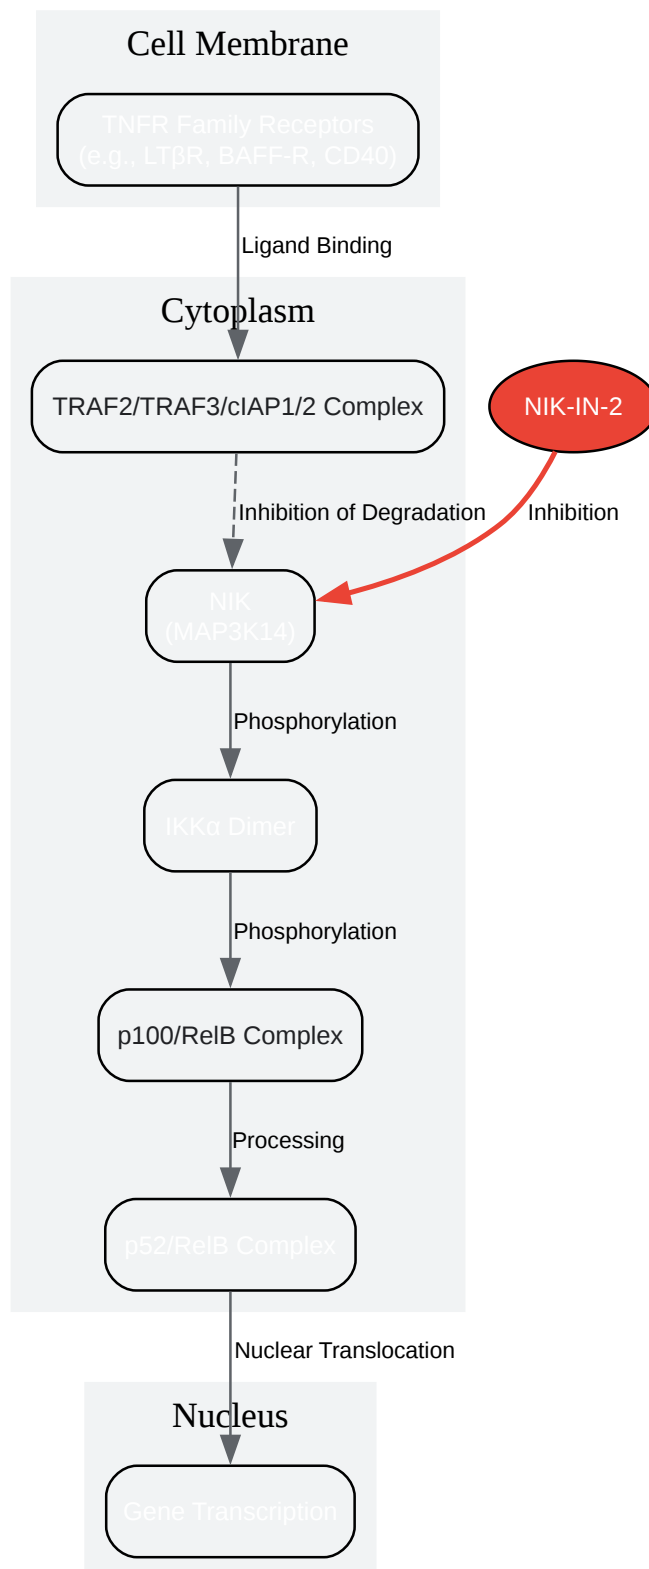 Cell Membrane
TNFR Family Receptors
(e.g., LTβR, BAFF-R, CD40)
Ligand Binding
Cytoplasm
TRAF2/TRAF3/cIAP1/2 Complex
NIK-IN-2
Inhibition of Degradation
Inhibition
NIK
(MAP3K14)
Phosphorylation
IKKα Dimer
Phosphorylation
p100/RelB Complex
Processing
p52/RelB Complex
Nuclear Translocation
Nucleus
Gene Transcription